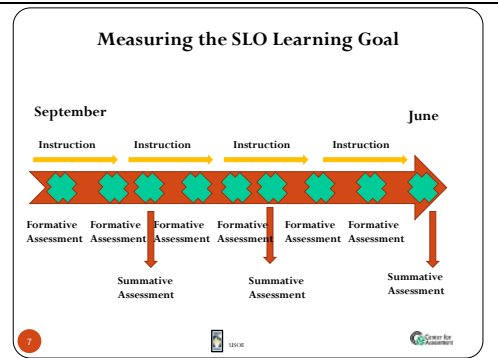 Measuring the SLO Learning Goal
September
June
Instruction Instruction Instruction Instruction
Formative Formative Formative Formative Formative Formative
Assessment Assessment Assessment Assessment Assessment Assessment
Summative Summative Summative
Assessment Assessment Assessment
7
USOE
Center for
Assessment